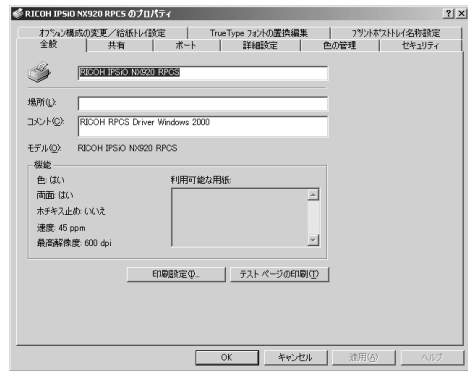 RICOH IPSiO NX920 RPCS のプロパティ
オプション構成の変更/給紙トレイ設定 TrueType フォントの置換編集 プリントポストトレイ名称設定
全般 共有 ポート 詳細設定 色の管理 セキュリティ
RICOH IPSiO NX920 RPCS
場所(L):
コメント(C): RICOH RPCS Driver Windows 2000
モデル(O): RICOH IPSiO NX920 RPCS
機能
色: はい 利用可能な用紙:
両面: はい
ホチキス止め: いいえ
速度: 45 ppm
最高解像度: 600 dpi
印刷設定(I)... テスト ページの印刷(T)
OK キャンセル 適用(A) ヘルプ